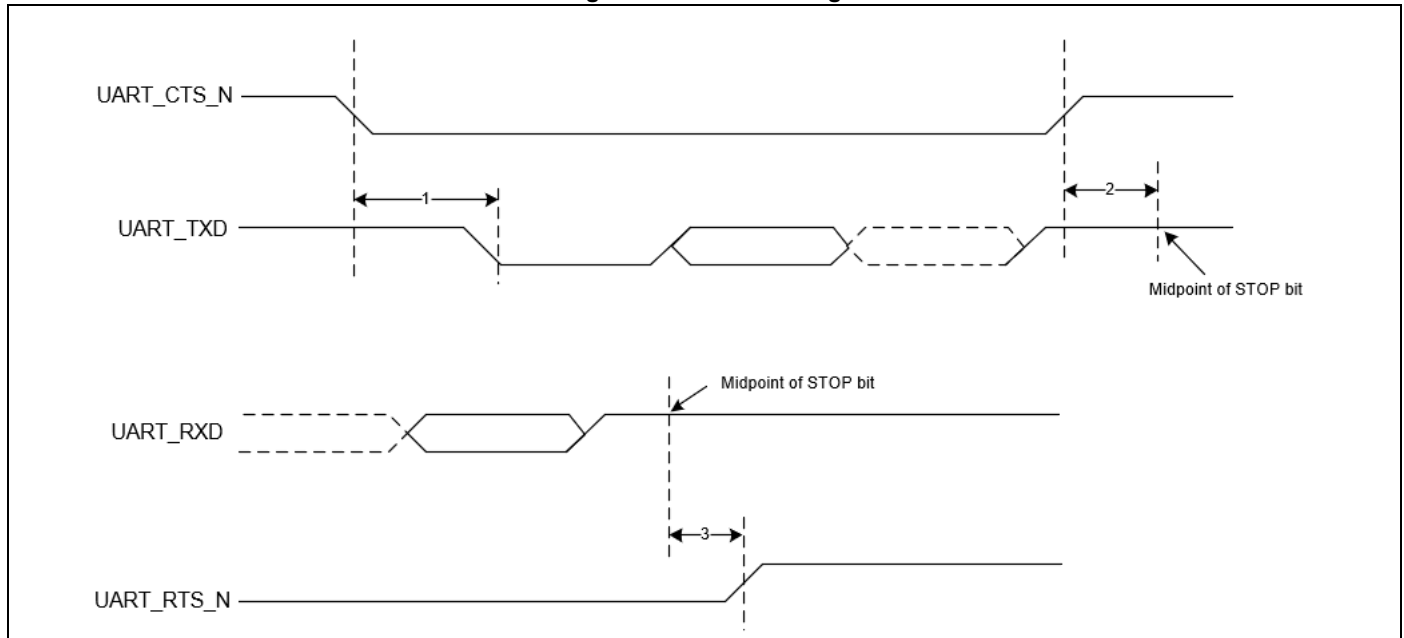 UART_CTS_N
1
2
UART_TXD
Midpoint of STOP bit
Midpoint of STOP bit
UART_RXD
3
UART_RTS_N